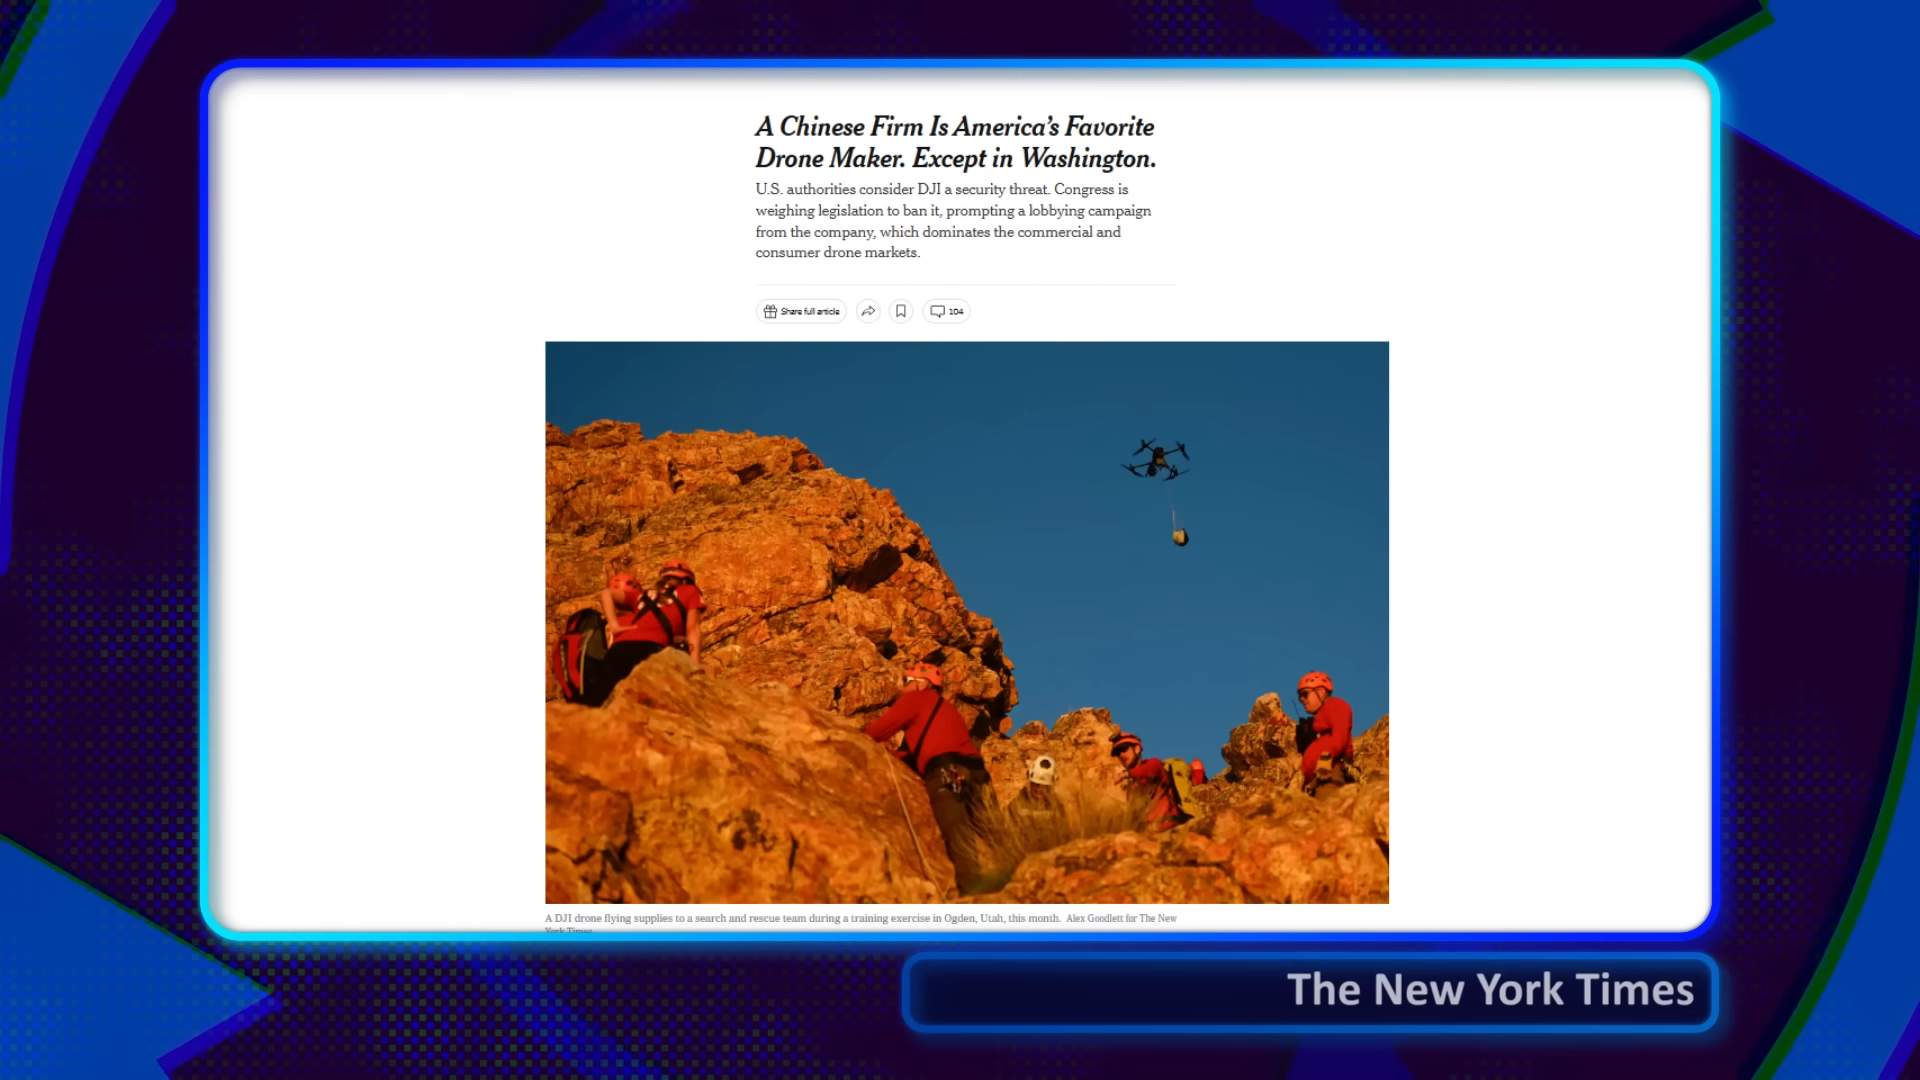 A Chinese Firm Is America’s Favorite
Drone Maker. Except in Washington.
U.S. authorities consider DJI a security threat. Congress is
weighing legislation to ban it, prompting a lobbying campaign
from the company, which dominates the commercial and
consumer drone markets.
Share full article
104
A DJI drone flying supplies to a search and rescue team during a training exercise in Ogden, Utah, this month. Alex Goodlett for The New
York Times
The New York Times